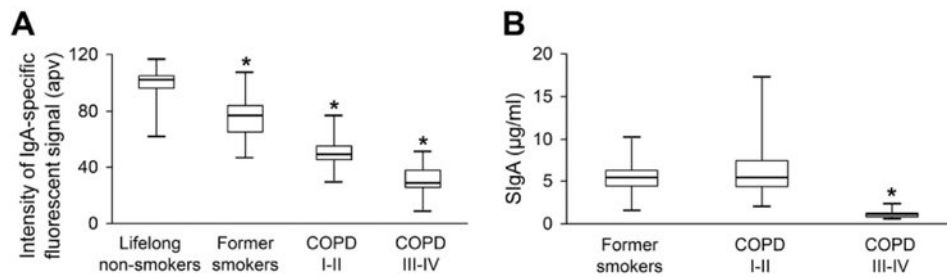 A
Intensity of IgA-specific
fluorescent signal (apv)
120
80
40
0
*
*
*
Lifelong
non-smokers
Former
smokers
COPD
I-II
COPD
III-IV
B
SIgA (µg/ml)
20
15
10
5
0
*
Former
smokers
COPD
I-II
COPD
III-IV